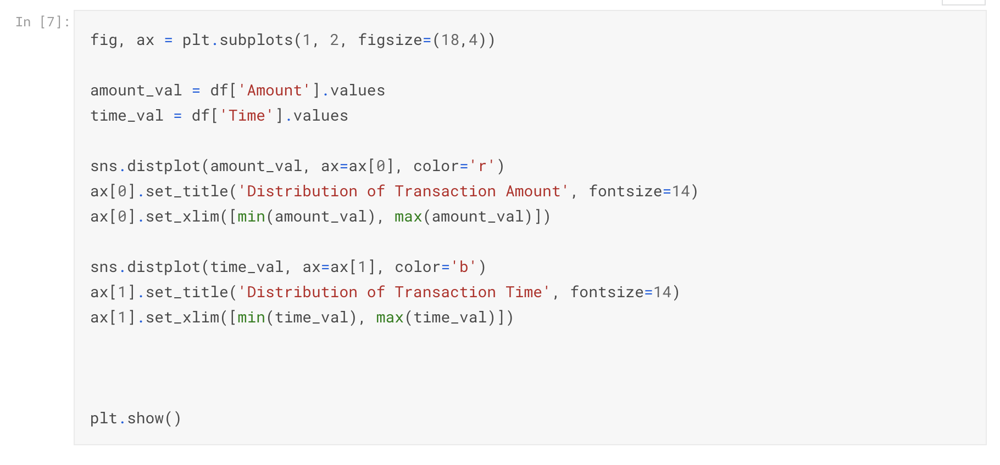 In [7]:
fig, ax = plt.subplots(1, 2, figsize=(18,4))
amount_val = df['Amount'].values
time_val = df['Time'].values
sns.distplot(amount_val, ax=ax[0], color='r')
ax[0].set_title('Distribution of Transaction Amount', fontsize=14)
ax[0].set_xlim([min(amount_val), max(amount_val)])
sns.distplot(time_val, ax=ax[1], color='b')
ax[1].set_title('Distribution of Transaction Time', fontsize=14)
ax[1].set_xlim([min(time_val), max(time_val)])
plt.show()